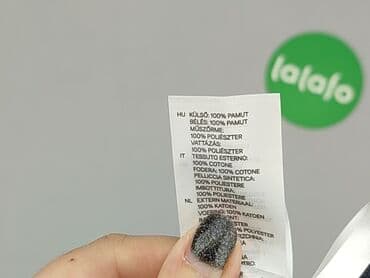 lalafo
HU KÜLSŐ: 100% PAMUT
BÉLÉS: 100% PAMUT
MŰSZŐRME:
100% POLIÉSZTER
VATTÁZÁS:
100% POLIÉSZTER
IT TESSUTO ESTERNO:
100% COTONE
FODERA: 100% COTONE
PELLICCIA SINTETICA:
100% POLIESTERE
IMBOTTITURA:
100% POLIESTERE
NL EXTERN MATERIAAL:
100% KATOEN
VOERING: 100% KATOEN
POLYESTER